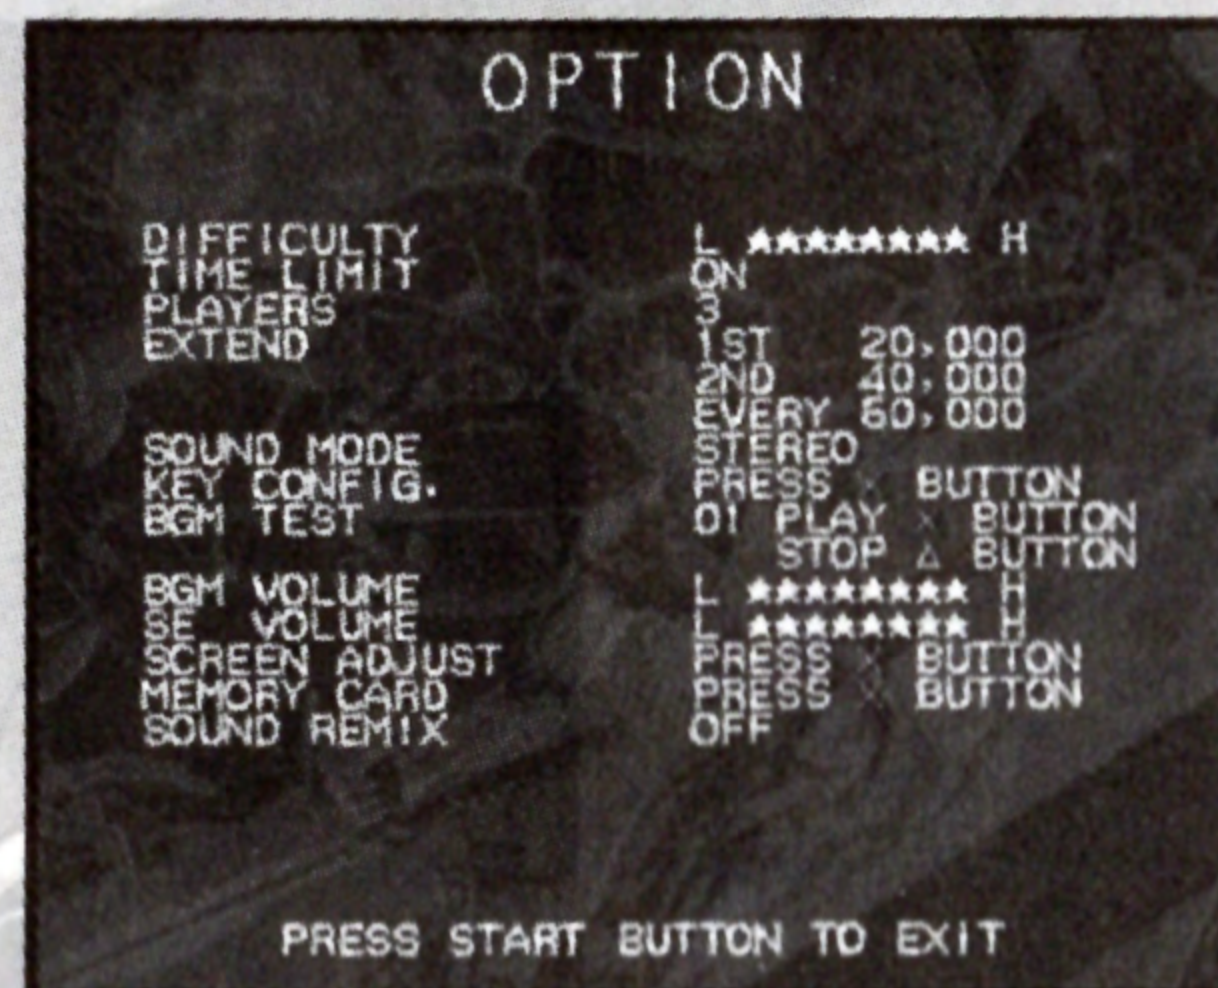 OPTION
DIFFICULTY L ★★★★★★★★ H
TIME LIMIT ON
PLAYERS 3
EXTEND 1ST 20,000
2ND 40,000
EVERY 60,000
SOUND MODE STEREO
KEY CONFIG. PRESS X BUTTON
BGM TEST 01 PLAY X BUTTON
STOP △ BUTTON
BGM VOLUME L ★★★★★★★★ H
SE VOLUME L ★★★★★★★★ H
SCREEN ADJUST PRESS X BUTTON
MEMORY CARD PRESS X BUTTON
SOUND REMIX OFF
PRESS START BUTTON TO EXIT